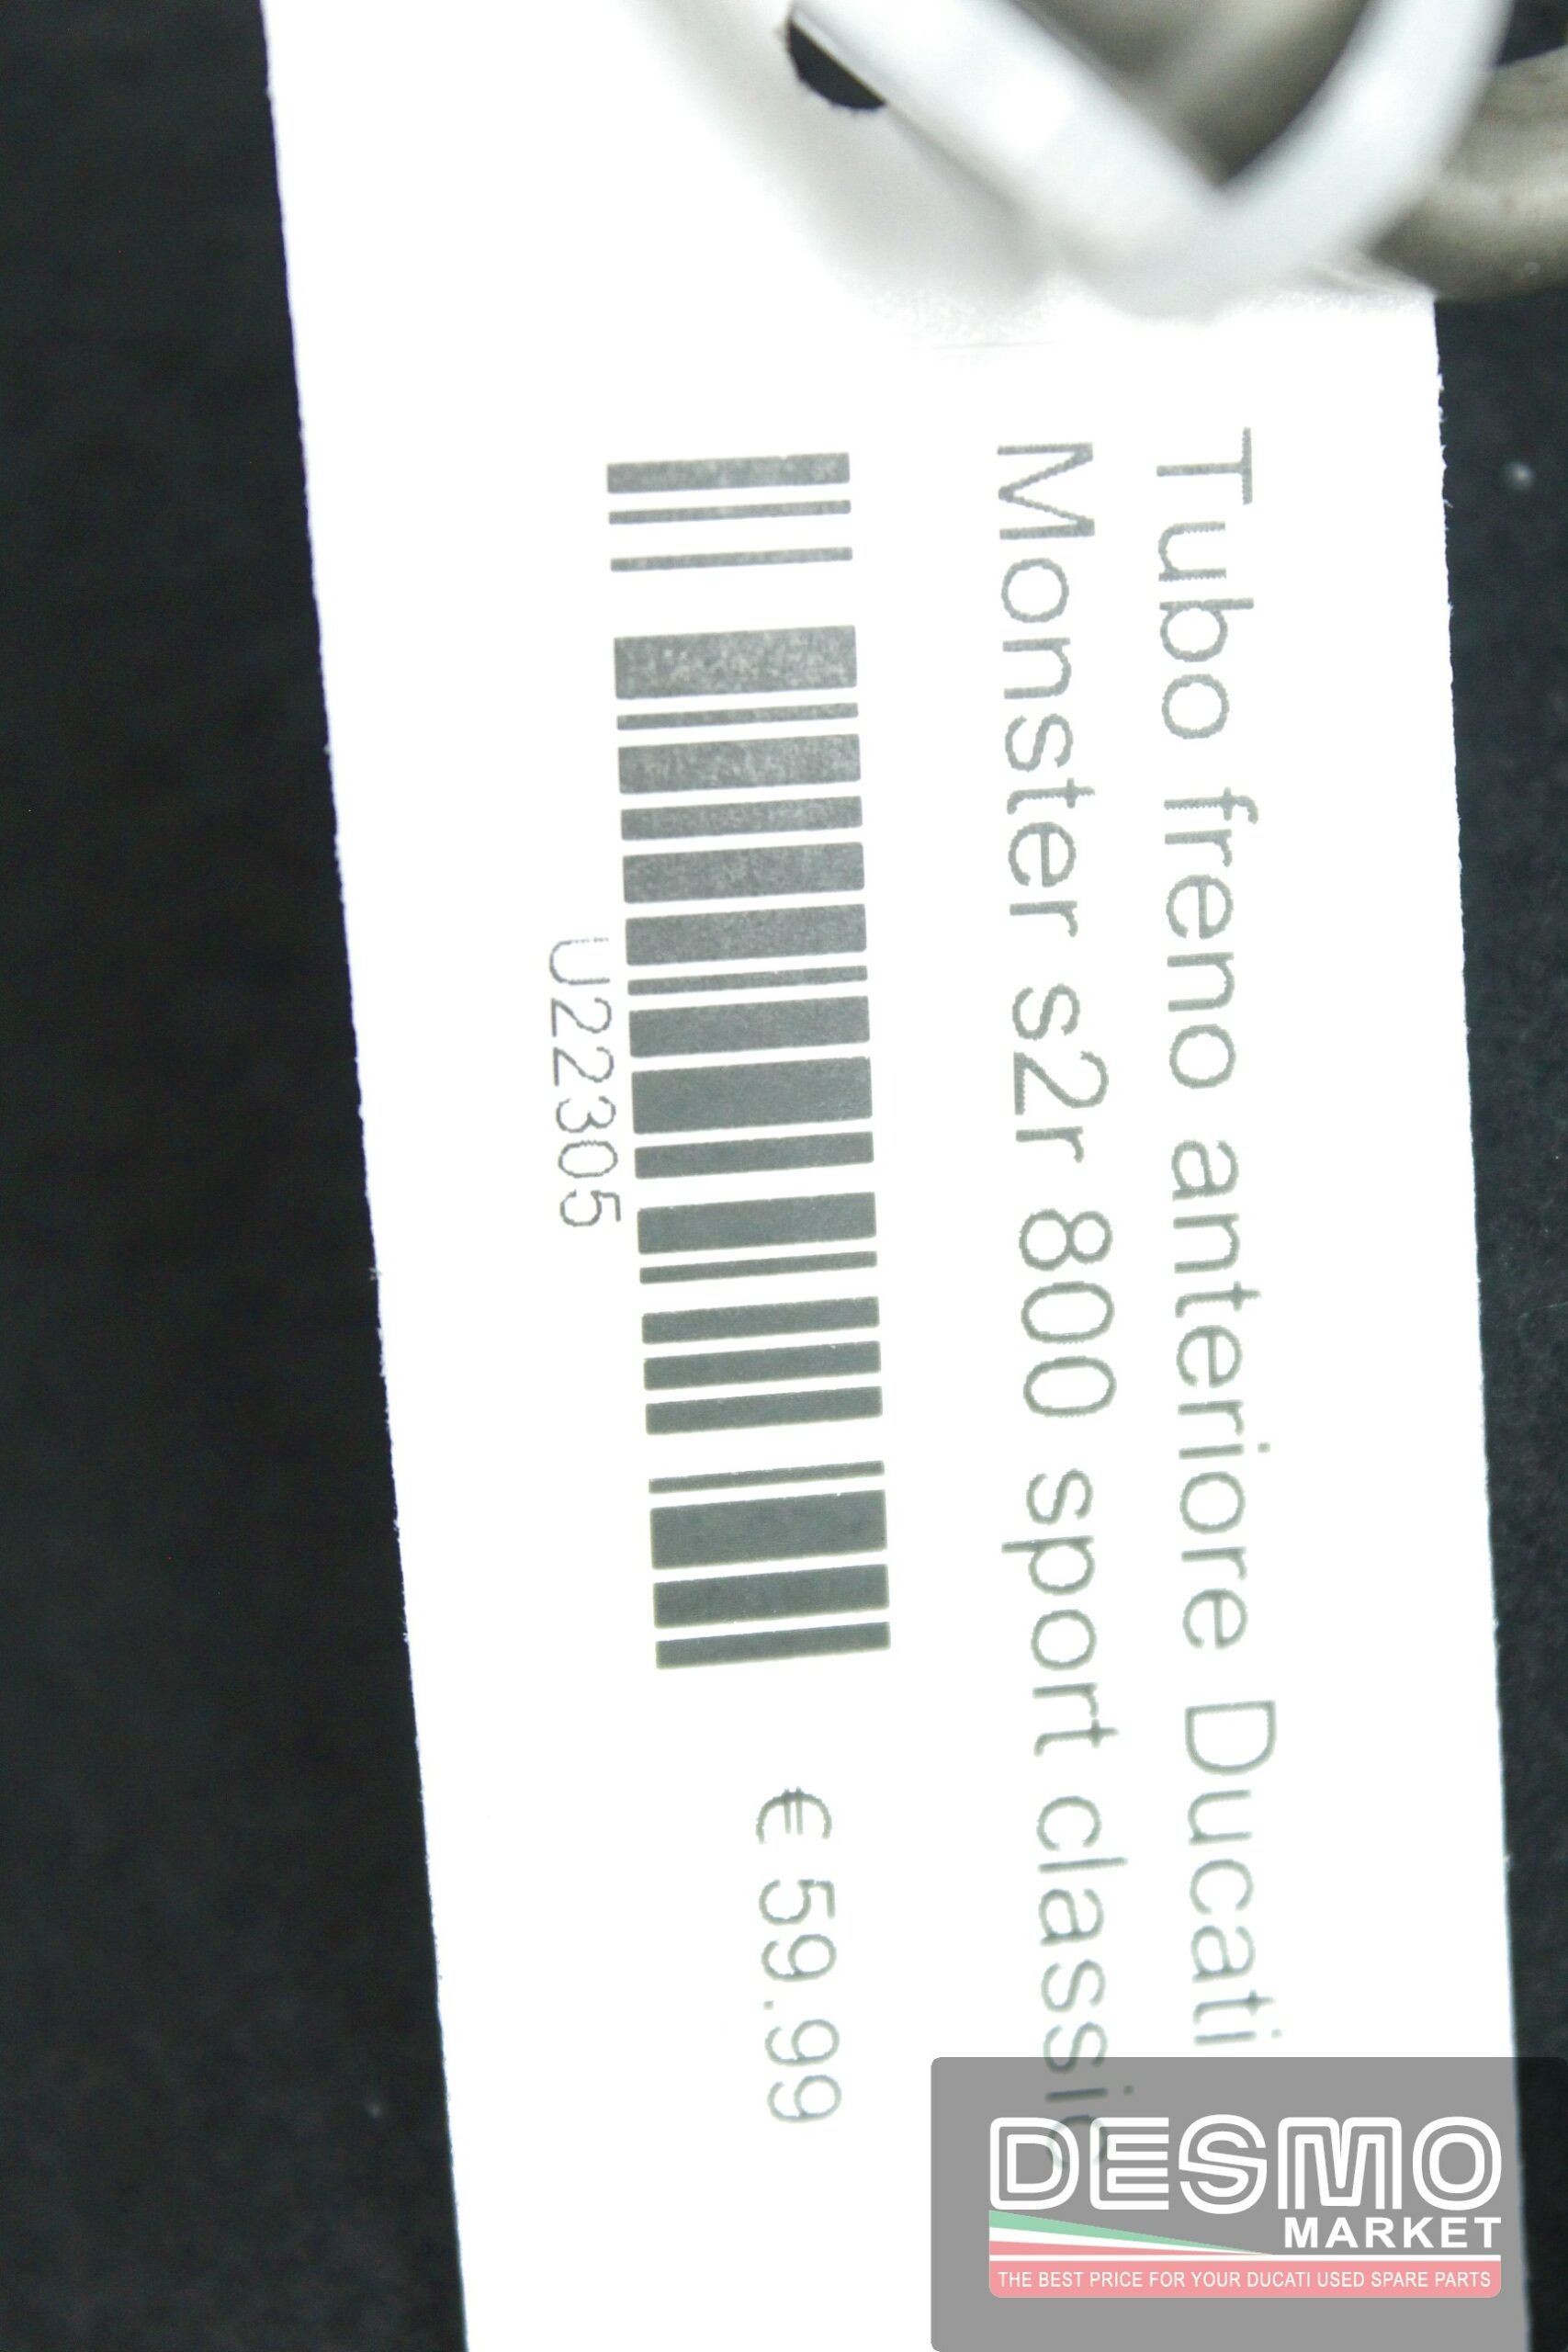 Tubo freno anteriore Ducati
Monster s2r 800 sport classic
U22305
€ 59.99
DESMO
MARKET
THE BEST PRICE FOR YOUR DUCATI USED SPARE PARTS